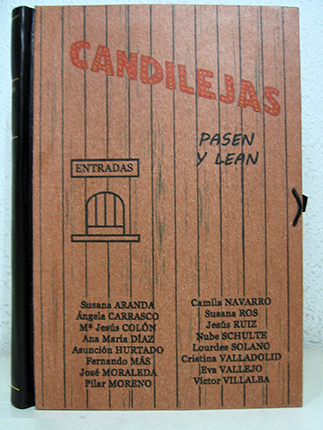 CANDILEJAS
PASEN
Y LEAN
ENTRADAS
Susana ARANDA
Ángela CARRASCO
Mª Jesús COLÓN
Ana María DÍAZ
Asunción HURTADO
Fernando MÁS
José MORALEDA
Pilar MORENO
Camila NAVARRO
Susana ROS
Jesús RUIZ
Nube SCHULTE
Lourdes SOLANO
Cristina VALLADOLID
Eva VALLEJO
Víctor VILLALBA